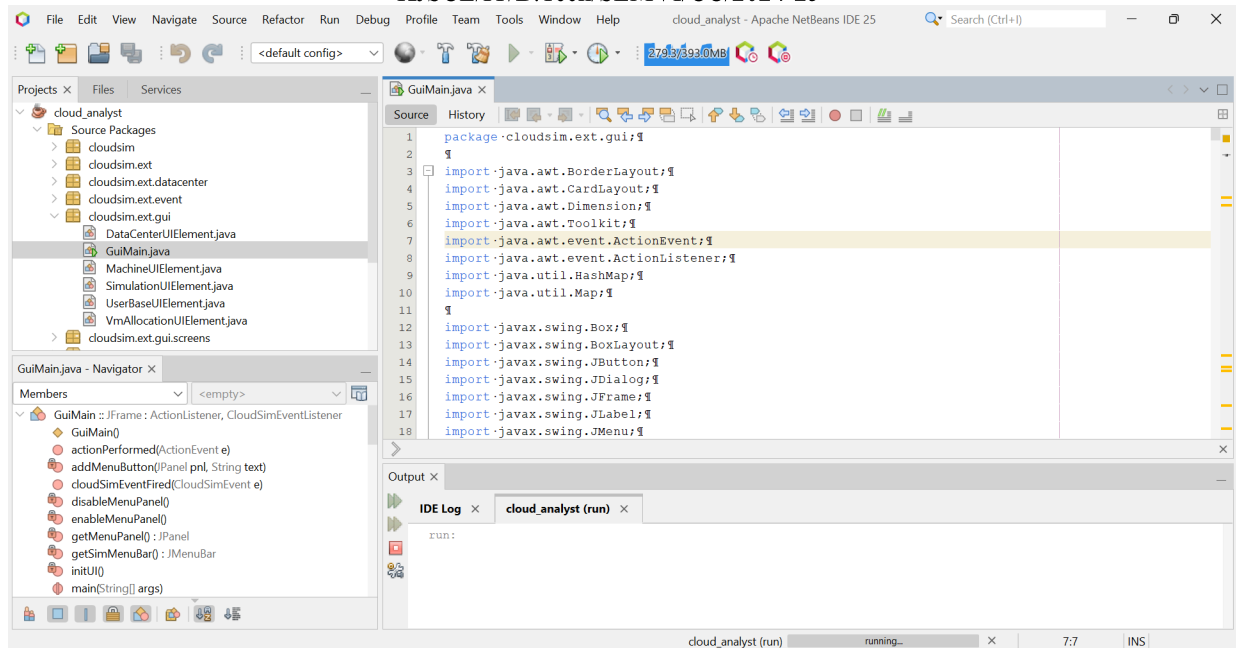 File Edit View Navigate Source Refactor Run Debug Profile Team Tools Window Help cloud_analyst - Apache NetBeans IDE 25 Search (Ctrl+I)
<default config> 279.3/393.0MB
Projects Files Services
cloud_analyst
Source Packages
cloudsim
cloudsim.ext
cloudsim.ext.datacenter
cloudsim.ext.event
cloudsim.ext.gui
DataCenterUIElement.java
GuiMain.java
MachineUIElement.java
SimulationUIElement.java
UserBaseUIElement.java
VmAllocationUIElement.java
cloudsim.ext.gui.screens
GuiMain.java - Navigator
Members <empty>
GuiMain :: JFrame : ActionListener, CloudSimEventListener
GuiMain()
actionPerformed(ActionEvent e)
addMenuButton(JPanel pnl, String text)
cloudSimEventFired(CloudSimEvent e)
disableMenuPanel()
enableMenuPanel()
getMenuPanel() : JPanel
getSimMenuBar() : JMenuBar
initUI()
main(String[] args)
GuiMain.java
Source History
1 package·cloudsim.ext.gui;¶
2 ¶
3 import·java.awt.BorderLayout;¶
4 import·java.awt.CardLayout;¶
5 import·java.awt.Dimension;¶
6 import·java.awt.Toolkit;¶
7 import·java.awt.event.ActionEvent;¶
8 import·java.awt.event.ActionListener;¶
9 import·java.util.HashMap;¶
10 import·java.util.Map;¶
11 ¶
12 import·javax.swing.Box;¶
13 import·javax.swing.BoxLayout;¶
14 import·javax.swing.JButton;¶
15 import·javax.swing.JDialog;¶
16 import·javax.swing.JFrame;¶
17 import·javax.swing.JLabel;¶
18 import·javax.swing.JMenu;¶
Output
IDE Log cloud_analyst (run)
run:
cloud_analyst (run) running... 7:7 INS